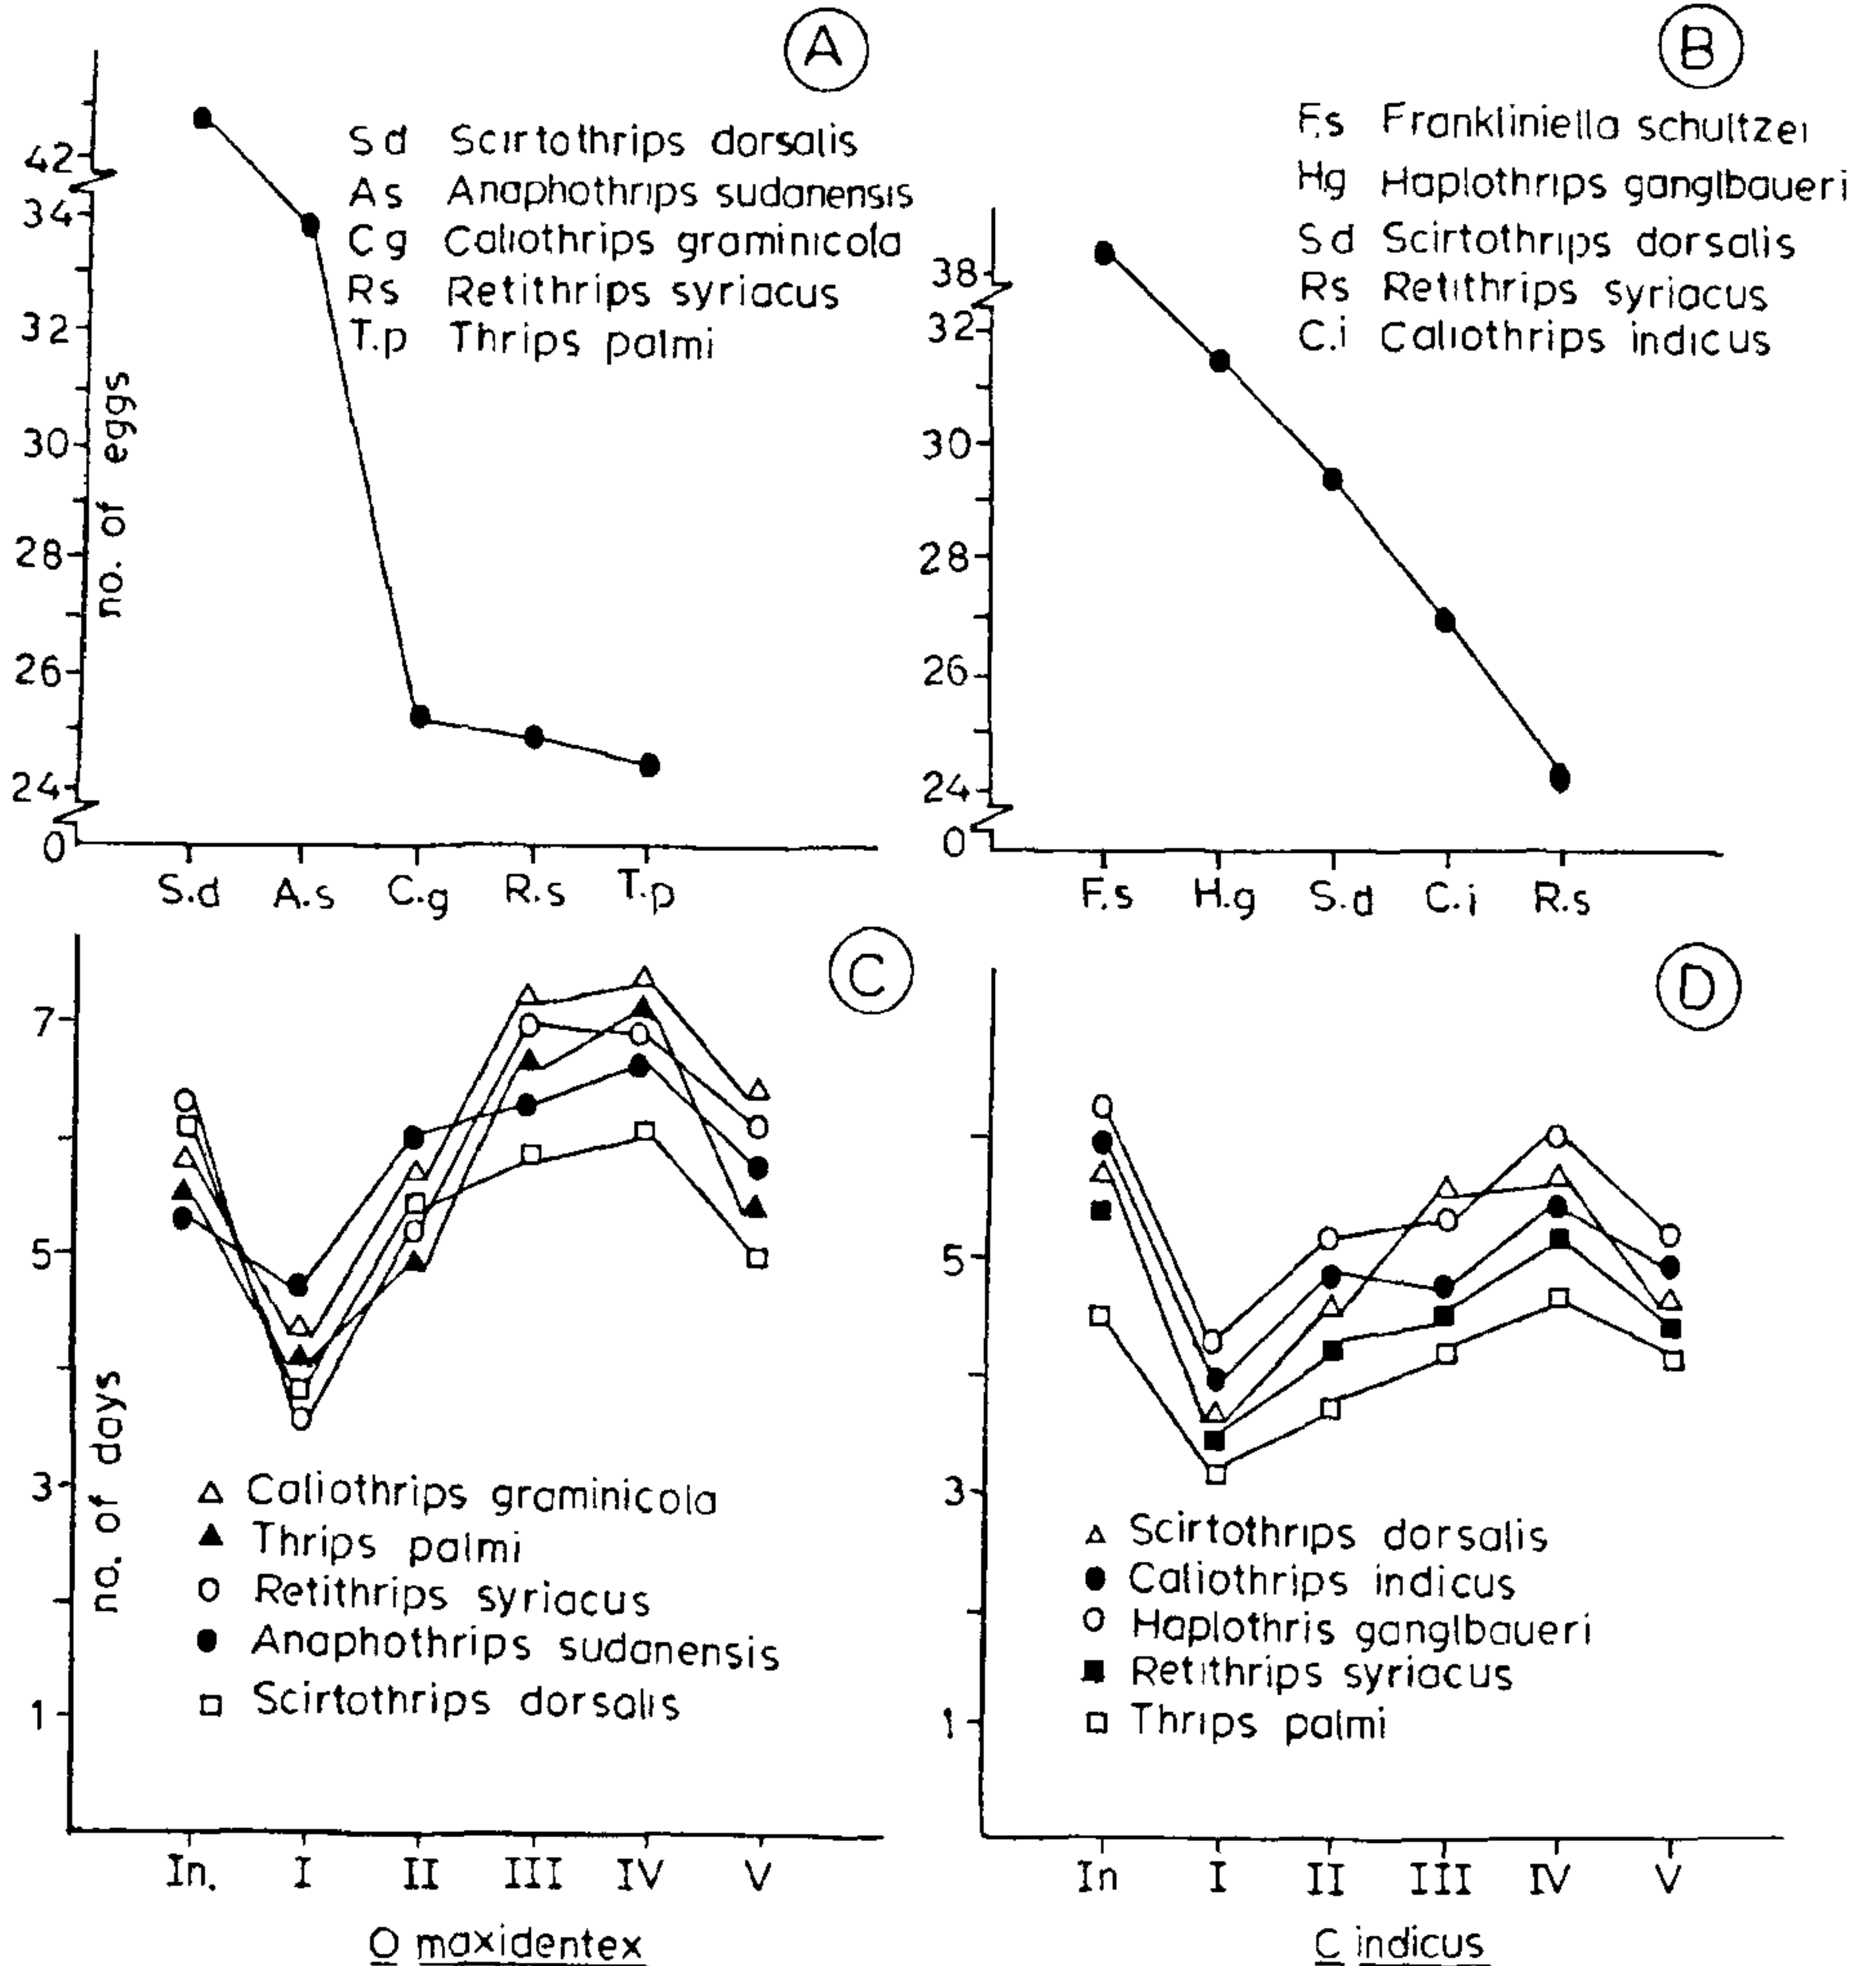 A
S d Scirtothrips dorsalis
A s Anaphothrips sudanensis
C g Caliothrips graminicola
R s Retithrips syriacus
T.p Thrips palmi
42
34
32
30
28
26
24
0
no. of eggs
S.d A.s C.g R.s T.p
B
F.s Frankliniella schultzei
H g Haplothrips ganglbaueri
S d Scirtothrips dorsalis
R s Retithrips syriacus
C.i Caliothrips indicus
38
32
30
28
26
24
0
F.s H.g S.d C.i R.s
C
7
5
3
1
no. of days
Caliothrips graminicola
Thrips palmi
Retithrips syriacus
Anaphothrips sudanensis
Scirtothrips dorsalis
In. I II III IV V
O maxidentex
D
5
3
1
Scirtothrips dorsalis
Caliothrips indicus
Haplothris ganglbaueri
Retithrips syriacus
Thrips palmi
In I II III IV V
C indicus